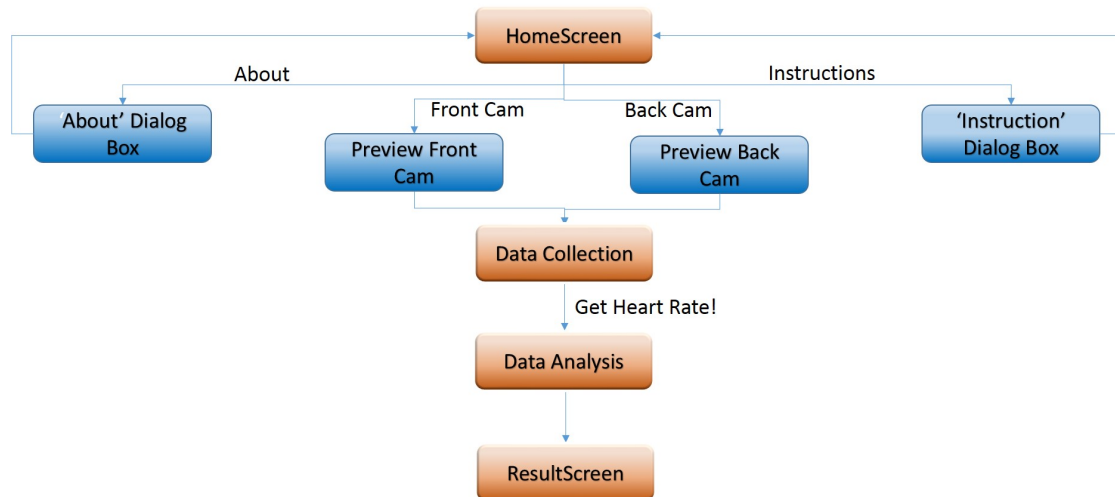 HomeScreen
About
Instructions
Front Cam
Back Cam
‘About’ Dialog
Box
Preview Front
Cam
Preview Back
Cam
‘Instruction’
Dialog Box
Data Collection
Get Heart Rate!
Data Analysis
ResultScreen